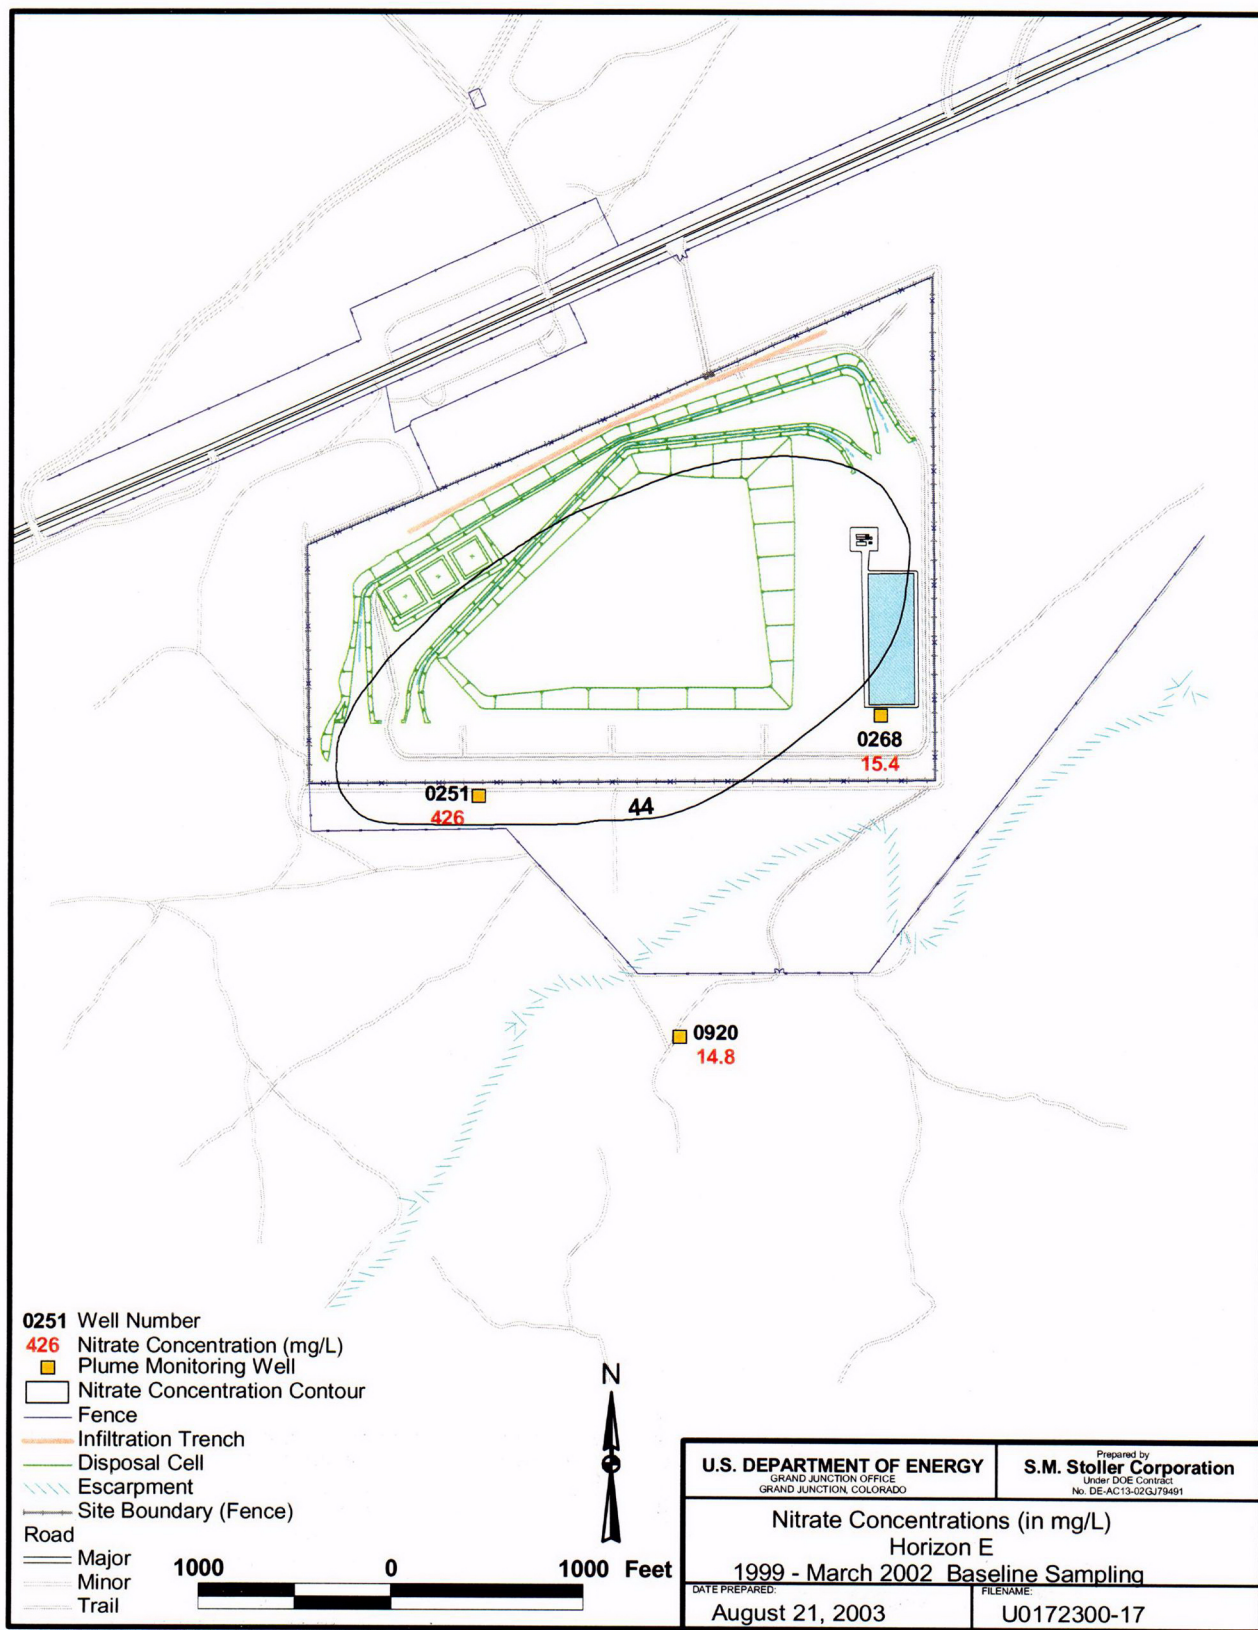 0268
15.4
0251
426
44
0920
14.8
0251 Well Number
426 Nitrate Concentration (mg/L)
Plume Monitoring Well
Nitrate Concentration Contour
Fence
Infiltration Trench
Disposal Cell
Escarpment
Site Boundary (Fence)
Road
Major
Minor
Trail
N
1000 0 1000 Feet
U.S. DEPARTMENT OF ENERGY
GRAND JUNCTION OFFICE
GRAND JUNCTION, COLORADO
Prepared by
S.M. Stoller Corporation
Under DOE Contract
No. DE-AC13-02GJ79491
Nitrate Concentrations (in mg/L)
Horizon E
1999 - March 2002 Baseline Sampling
DATE PREPARED:
August 21, 2003
FILENAME:
U0172300-17